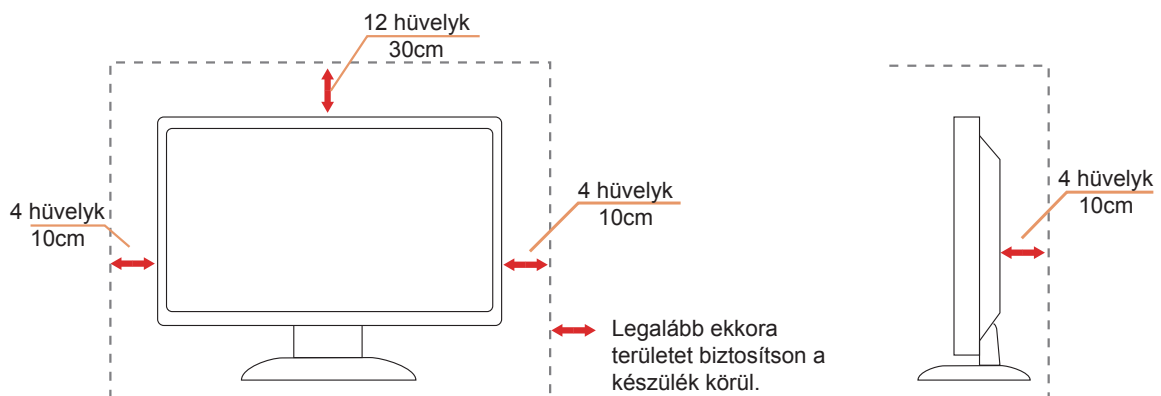 12 hüvelyk
30cm
4 hüvelyk
10cm
4 hüvelyk
10cm
4 hüvelyk
10cm
Legalább ekkora
területet biztosítson a
készülék körül.